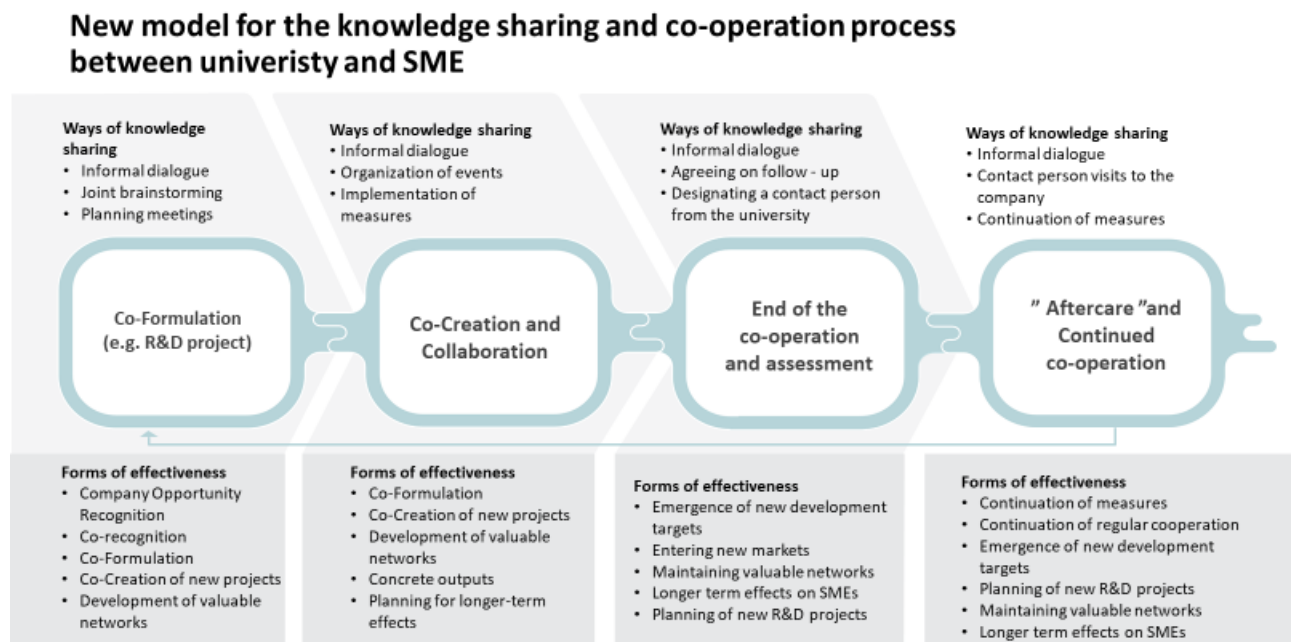 New model for the knowledge sharing and co-operation process
between univeristy and SME
Ways of knowledge
sharing
• Informal dialogue
• Joint brainstorming
• Planning meetings
Ways of knowledge sharing
• Informal dialogue
• Organization of events
• Implementation of
measures
Ways of knowledge sharing
• Informal dialogue
• Agreeing on follow - up
• Designating a contact person
from the university
Ways of knowledge sharing
• Informal dialogue
• Contact person visits to the
company
• Continuation of measures
Co-Formulation
(e.g. R&D project)
Co-Creation and
Collaboration
End of the
co-operation
and assessment
” Aftercare ”and
Continued
co-operation
Forms of effectiveness
• Company Opportunity
Recognition
• Co-recognition
• Co-Formulation
• Co-Creation of new projects
• Development of valuable
networks
Forms of effectiveness
• Co-Formulation
• Co-Creation of new projects
• Development of valuable
networks
• Concrete outputs
• Planning for longer-term
effects
Forms of effectiveness
• Emergence of new development
targets
• Entering new markets
• Maintaining valuable networks
• Longer term effects on SMEs
• Planning of new R&D projects
Forms of effectiveness
• Continuation of measures
• Continuation of regular cooperation
• Emergence of new development
targets
• Planning of new R&D projects
• Maintaining valuable networks
• Longer term effects on SMEs